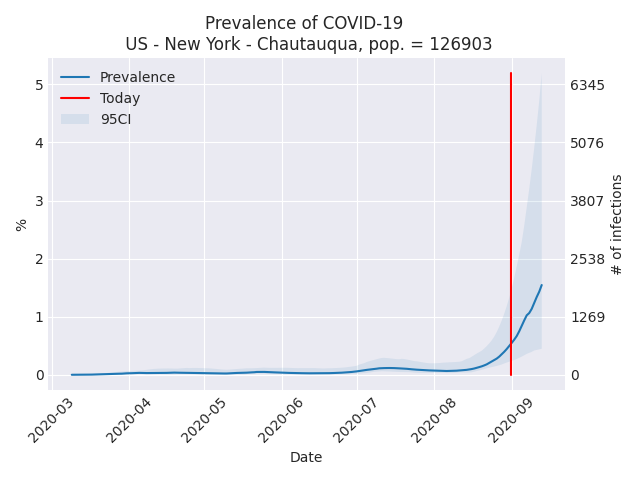 Prevalence of COVID-19
US - New York - Chautauqua, pop. = 126903
Prevalence
Today
95CI
5
4
3
2
1
0
%
6345
5076
3807
2538
1269
0
# of infections
2020-03
2020-04
2020-05
2020-06
2020-07
2020-08
2020-09
Date